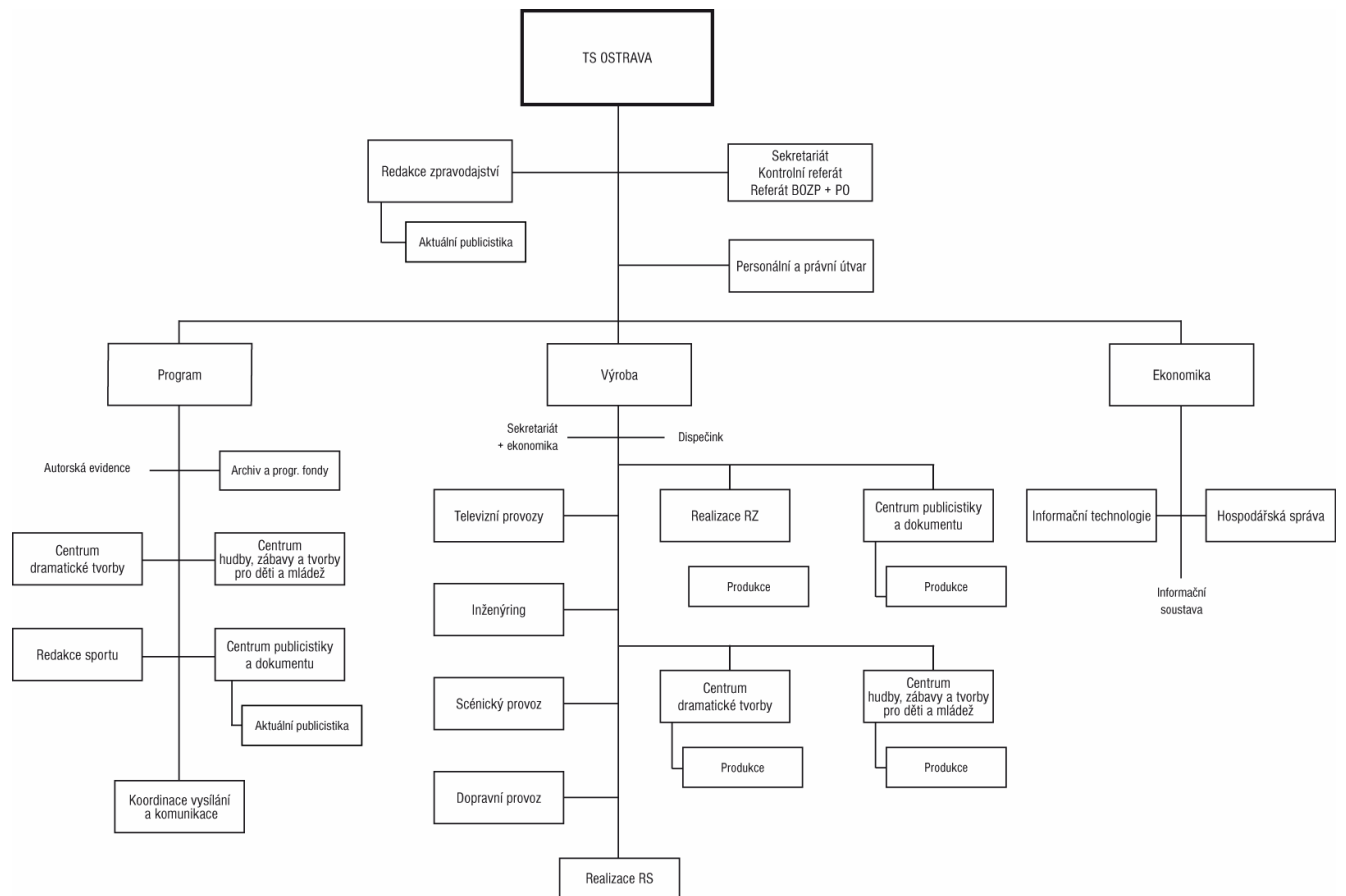 TS OSTRAVA
Redakce zpravodajství
Sekretariát
Kontrolní referát
Referát BOZP + PO
Aktuální publicistika
Personální a právní útvar
Program
Výroba
Ekonomika
Sekretariát
+ ekonomika
Dispečink
Autorská evidence
Archiv a progr. fondy
Televizní provozy
Realizace RZ
Centrum publicistiky
a dokumentu
Informační technologie
Hospodářská správa
Centrum
dramatické tvorby
Centrum
hudby, zábavy a tvorby
pro děti a mládež
Produkce
Produkce
Informační
soustava
Inženýring
Redakce sportu
Centrum publicistiky
a dokumentu
Centrum
dramatické tvorby
Centrum
hudby, zábavy a tvorby
pro děti a mládež
Scénický provoz
Aktuální publicistika
Produkce
Produkce
Koordinace vysílání
a komunikace
Dopravní provoz
Realizace RS